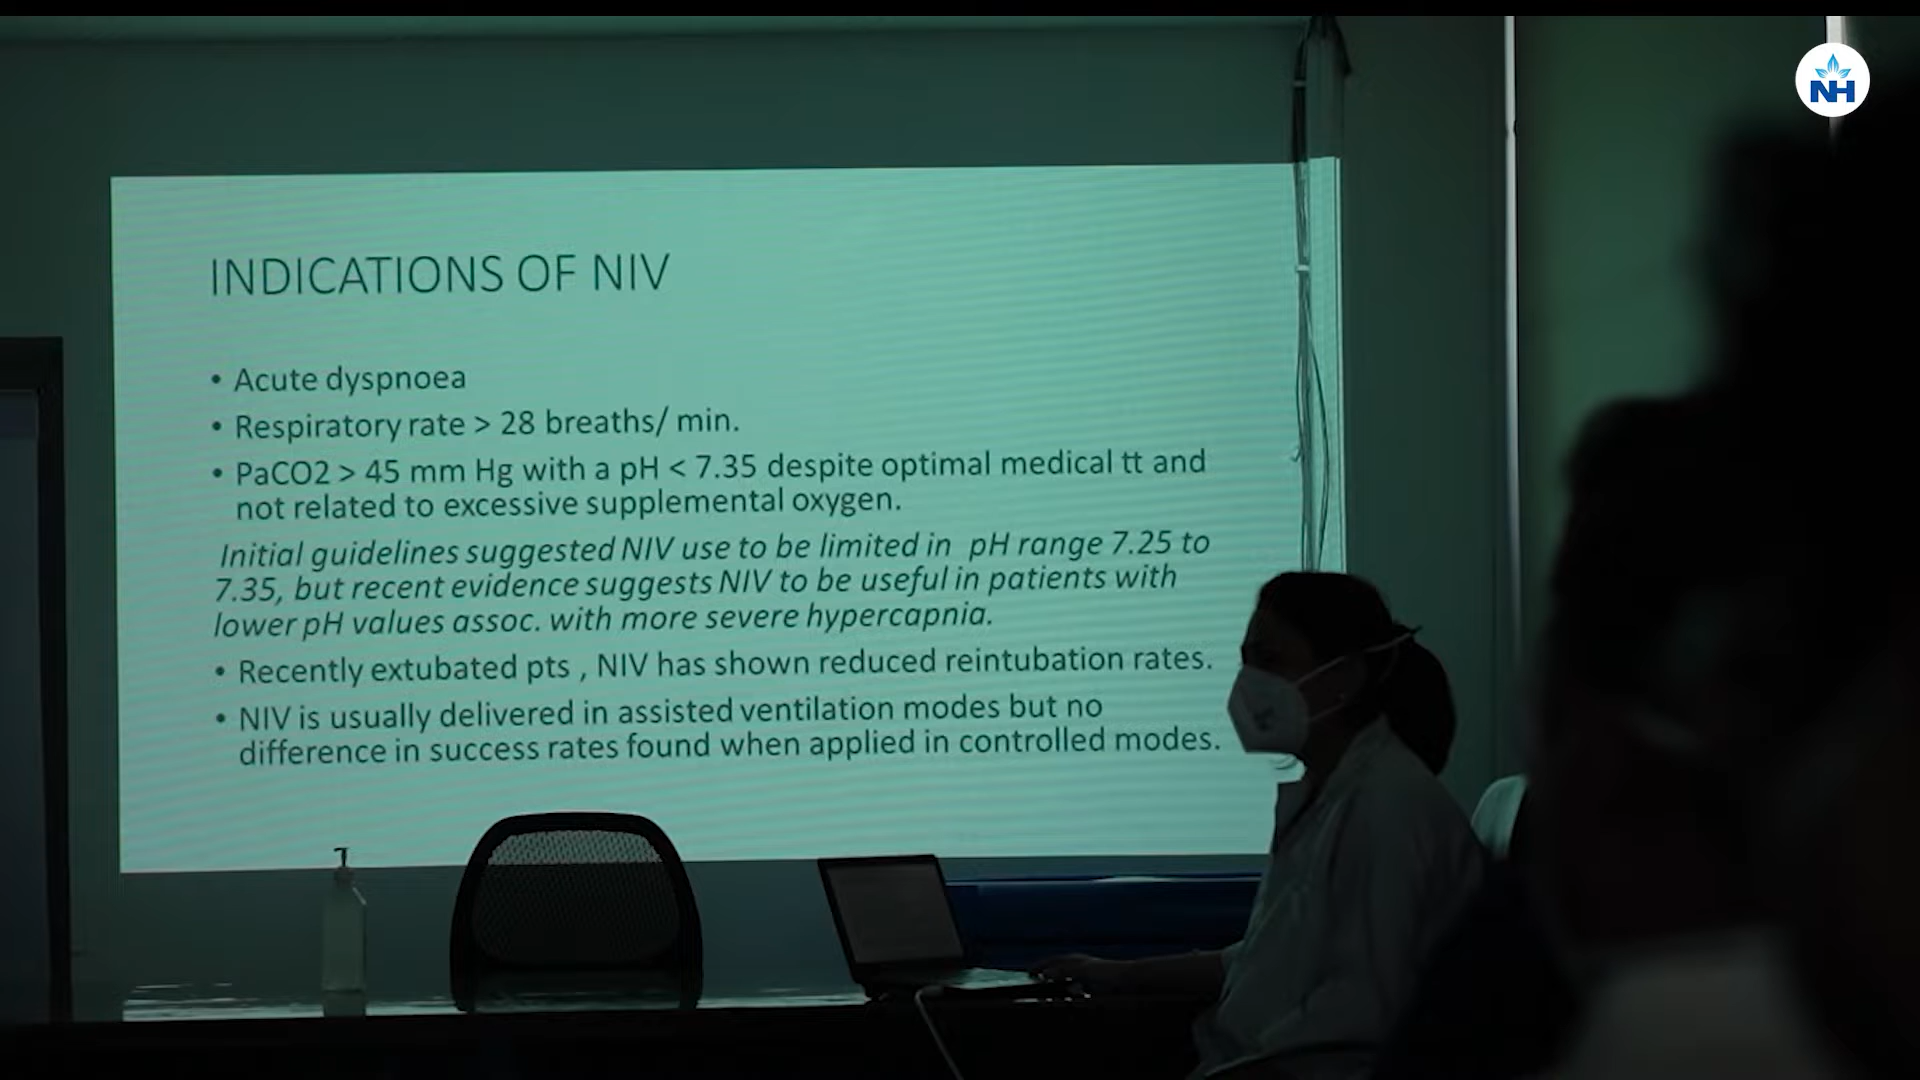 NH
INDICATIONS OF NIV
• Acute dyspnoea
• Respiratory rate > 28 breaths/ min.
• PaCO2 > 45 mm Hg with a pH < 7.35 despite optimal medical tt and
not related to excessive supplemental oxygen.
Initial guidelines suggested NIV use to be limited in pH range 7.25 to
7.35, but recent evidence suggests NIV to be useful in patients with
lower pH values assoc. with more severe hypercapnia.
• Recently extubated pts , NIV has shown reduced reintubation rates.
• NIV is usually delivered in assisted ventilation modes but no
difference in success rates found when applied in controlled modes.